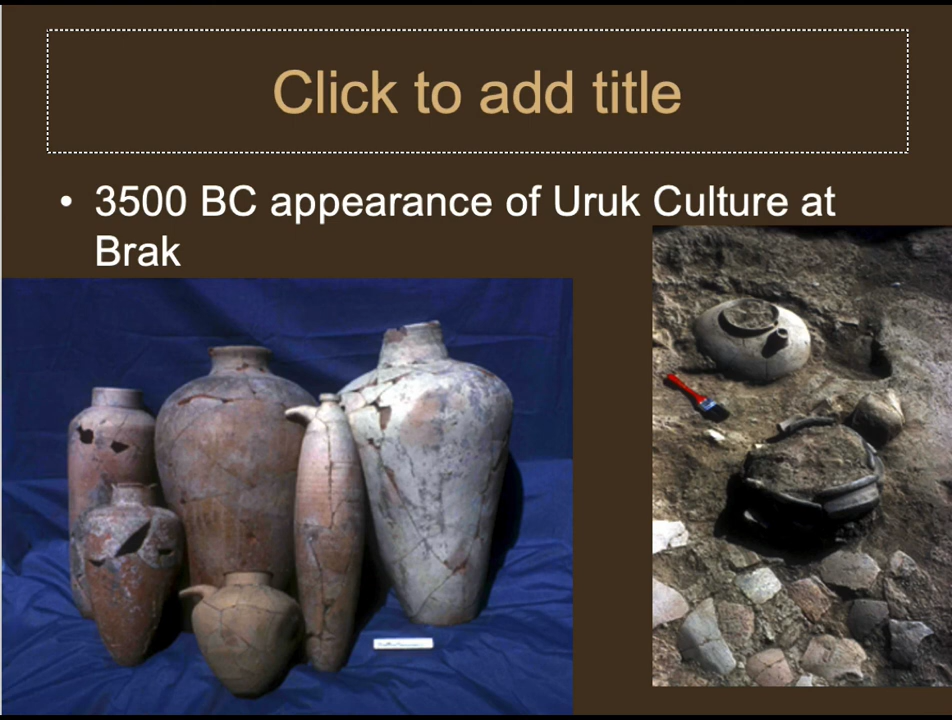 Click to add title
• 3500 BC appearance of Uruk Culture at
Brak